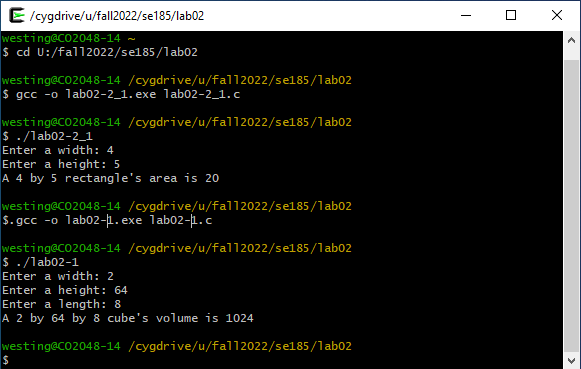 /cygdrive/u/fall2022/se185/lab02
westing@CO2048-14 ~
$ cd U:/fall2022/se185/lab02
westing@CO2048-14 /cygdrive/u/fall2022/se185/lab02
$ gcc -o lab02-2_1.exe lab02-2_1.c
westing@CO2048-14 /cygdrive/u/fall2022/se185/lab02
$ ./lab02-2_1
Enter a width: 4
Enter a height: 5
A 4 by 5 rectangle's area is 20
westing@CO2048-14 /cygdrive/u/fall2022/se185/lab02
$.gcc -o lab02-1.exe lab02-1.c
westing@CO2048-14 /cygdrive/u/fall2022/se185/lab02
$ ./lab02-1
Enter a width: 2
Enter a height: 64
Enter a length: 8
A 2 by 64 by 8 cube's volume is 1024
westing@CO2048-14 /cygdrive/u/fall2022/se185/lab02
$